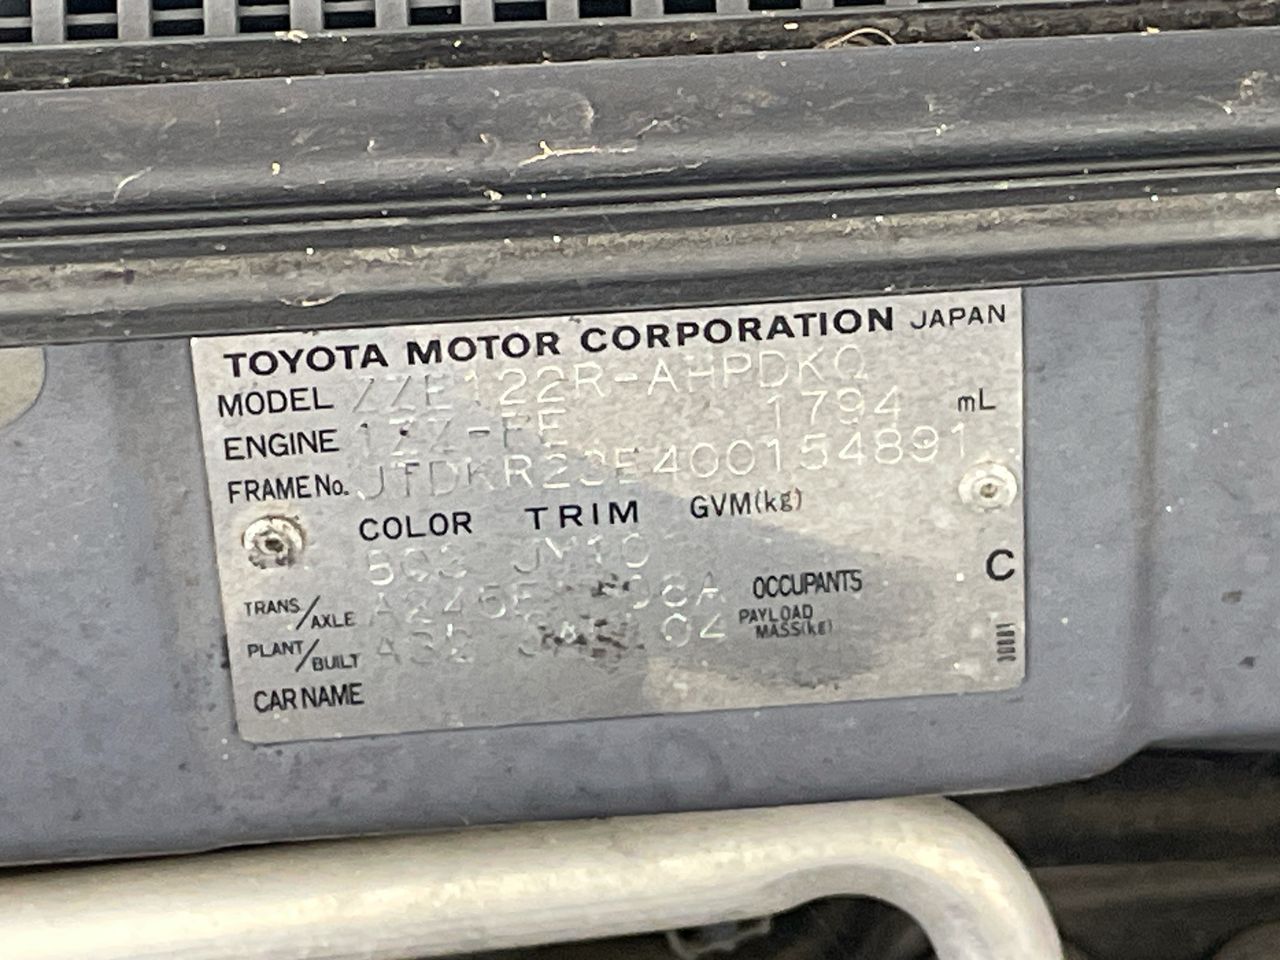 TOYOTA MOTOR CORPORATION JAPAN
MODEL ZZE122R-AHPDKQ
ENGINE 1ZZ-FE 1794 mL
FRAME No. JTDKR23E400154891
COLOR TRIM GVM(kg)
C
TRANS/AXLE OCCUPANTS
PLANT/BUILT PAYLOAD MASS(kg)
CAR NAME